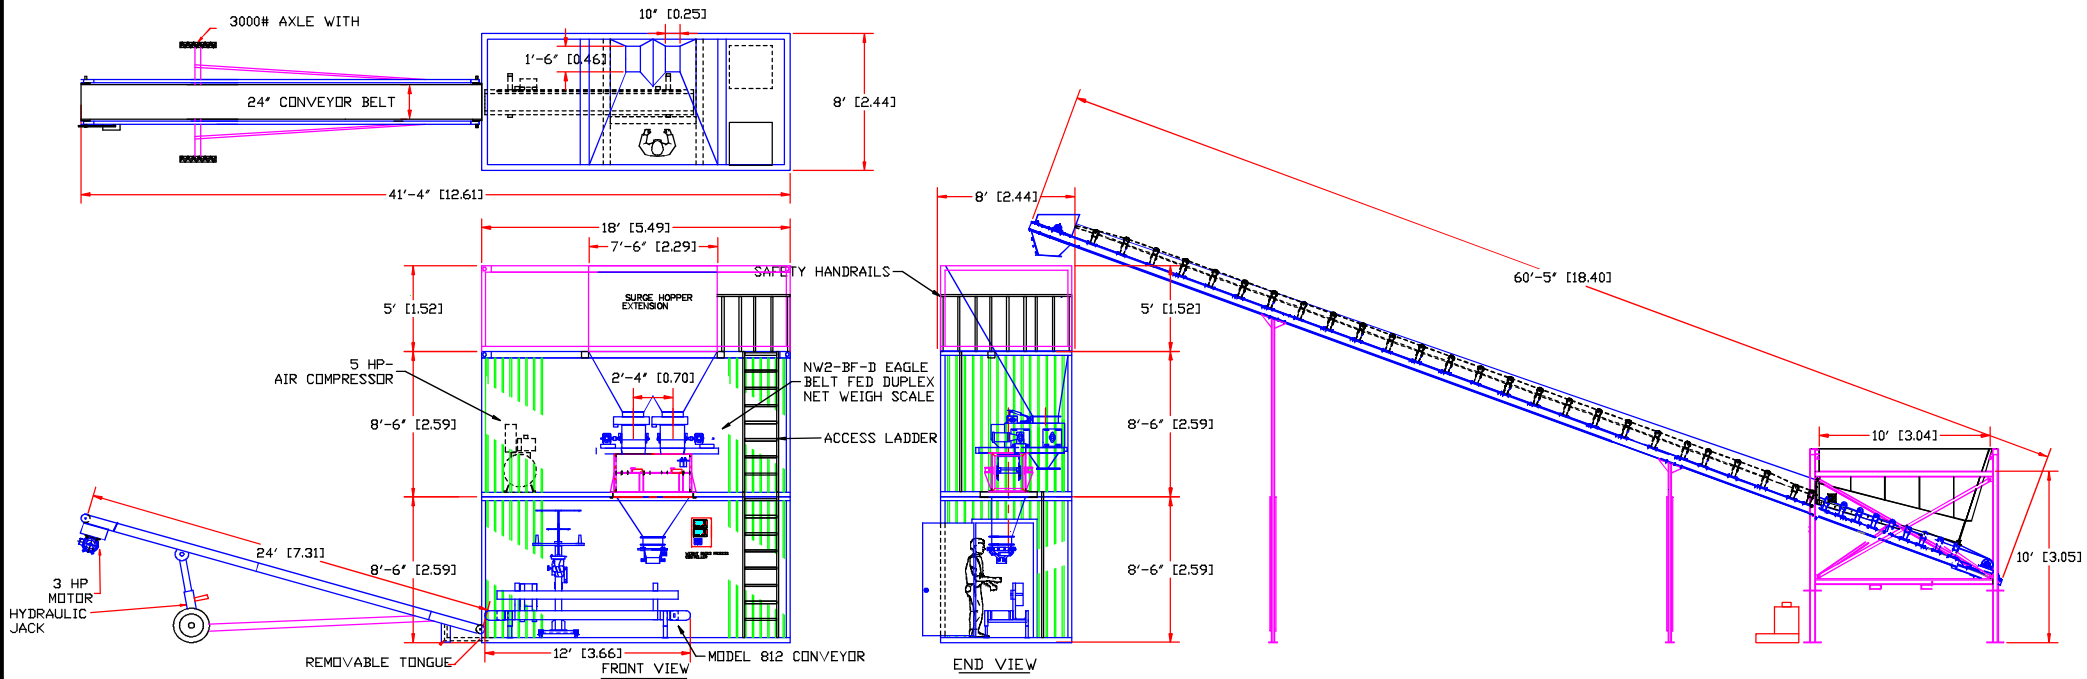 3000# AXLE WITH
10" [0.25]
1'-6" [0.46]
24" CONVEYOR BELT
8' [2.44]
41'-4" [12.61]
8' [2.44]
18' [5.49]
7'-6" [2.29]
SAFETY HANDRAILS
60'-5" [18.40]
SURGE HOPPER
EXTENSION
5' [1.52]
5' [1.52]
5 HP-
AIR COMPRESSOR
2'-4" [0.70]
NW2-BF-D EAGLE
BELT FED DUPLEX
NET WEIGH SCALE
8'-6" [2.59]
8'-6" [2.59]
ACCESS LADDER
10' [3.04]
24' [7.31]
8'-6" [2.59]
8'-6" [2.59]
10' [3.05]
3 HP
MOTOR
HYDRAULIC
JACK
REMOVABLE TONGUE
12' [3.66]
MODEL 812 CONVEYOR
FRONT VIEW
END VIEW